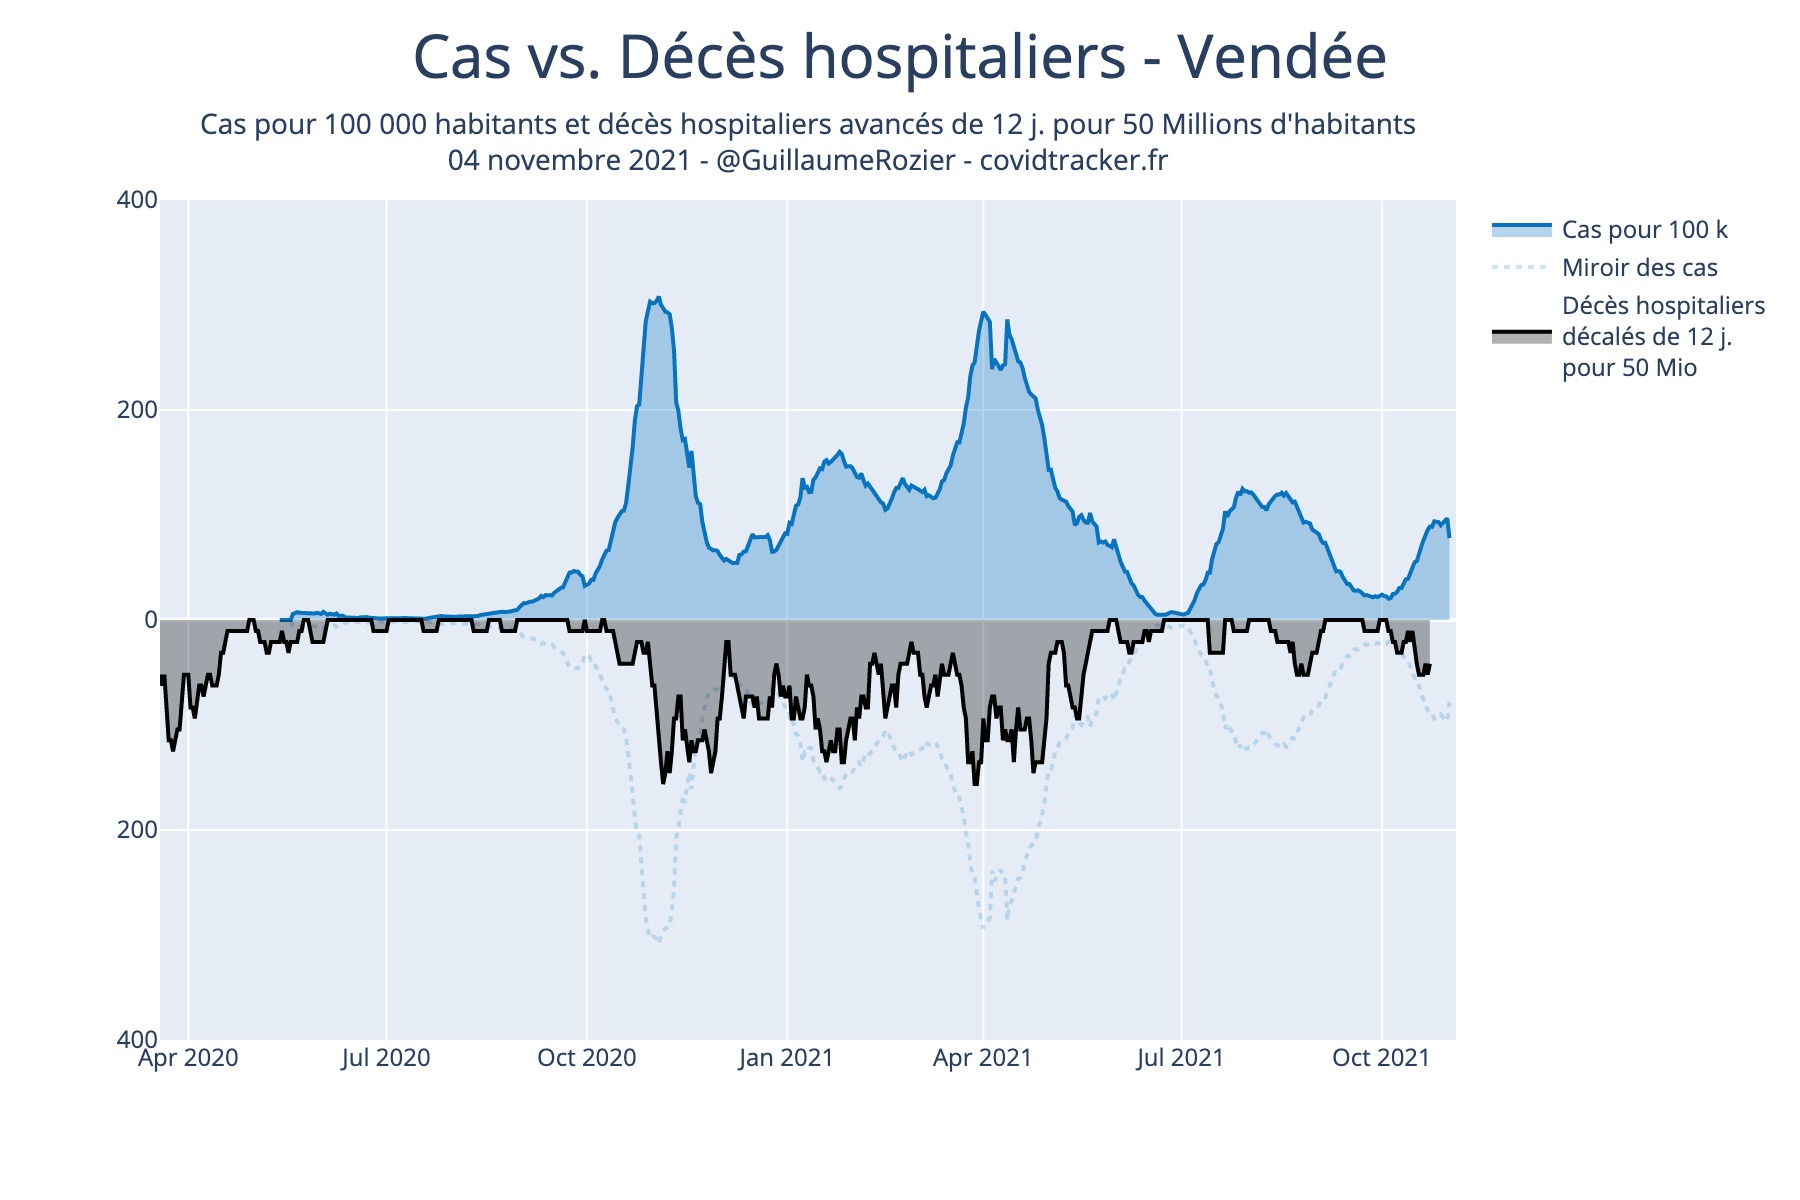 Cas vs. Décès hospitaliers - Vendée
Cas pour 100 000 habitants et décès hospitaliers avancés de 12 j. pour 50 Millions d'habitants
04 novembre 2021 - @GuillaumeRozier - covidtracker.fr
400
200
0
200
400
Apr 2020
Jul 2020
Oct 2020
Jan 2021
Apr 2021
Jul 2021
Oct 2021
Cas pour 100 k
Miroir des cas
Décès hospitaliers
décalés de 12 j.
pour 50 Mio